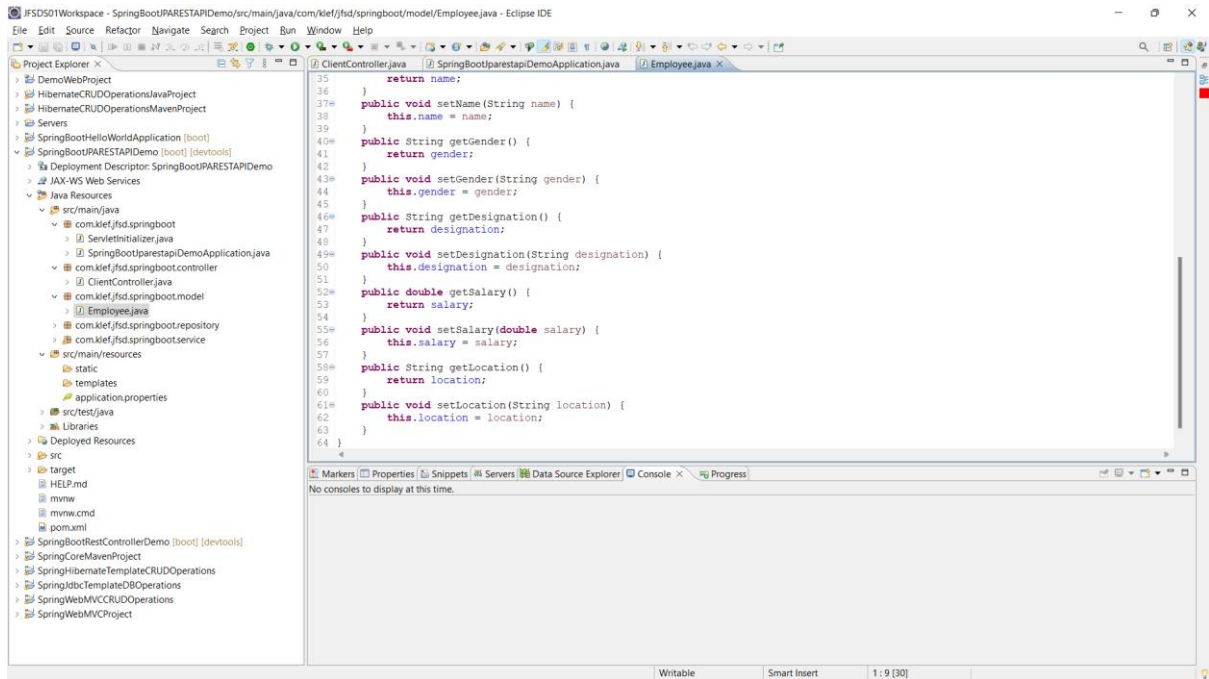 JFSDS01Workspace - SpringBootJPARESTAPIDemo/src/main/java/com/klef/jfsd/springboot/model/Employee.java - Eclipse IDE
File Edit Source Refactor Navigate Search Project Run Window Help
Project Explorer
DemoWebProject
HibernateCRUDOperationsJavaProject
HibernateCRUDOperationsMavenProject
Servers
SpringBootHelloWorldApplication [boot]
SpringBootJPARESTAPIDemo [boot] [devtools]
Deployment Descriptor: SpringBootJPARESTAPIDemo
JAX-WS Web Services
Java Resources
src/main/java
com.klef.jfsd.springboot
ServletInitializer.java
SpringBootJparestapiDemoApplication.java
com.klef.jfsd.springboot.controller
ClientController.java
com.klef.jfsd.springboot.model
Employee.java
com.klef.jfsd.springboot.repository
com.klef.jfsd.springboot.service
src/main/resources
static
templates
application.properties
src/test/java
Libraries
Deployed Resources
src
target
HELP.md
mvnw
mvnw.cmd
pom.xml
SpringBootRestControllerDemo [boot] [devtools]
SpringCoreMavenProject
SpringHibernateTemplateCRUDOperations
SpringJdbcTemplateDBOperations
SpringWebMVCCRUDOperations
SpringWebMVCProject
ClientController.java SpringBootJparestapiDemoApplication.java Employee.java
35 return name;
36 }
37 public void setName(String name) {
38 this.name = name;
39 }
40 public String getGender() {
41 return gender;
42 }
43 public void setGender(String gender) {
44 this.gender = gender;
45 }
46 public String getDesignation() {
47 return designation;
48 }
49 public void setDesignation(String designation) {
50 this.designation = designation;
51 }
52 public double getSalary() {
53 return salary;
54 }
55 public void setSalary(double salary) {
56 this.salary = salary;
57 }
58 public String getLocation() {
59 return location;
60 }
61 public void setLocation(String location) {
62 this.location = location;
63 }
64 }
Markers Properties Snippets Servers Data Source Explorer Console Progress
No consoles to display at this time.
Writable Smart Insert 1 : 9 [30]